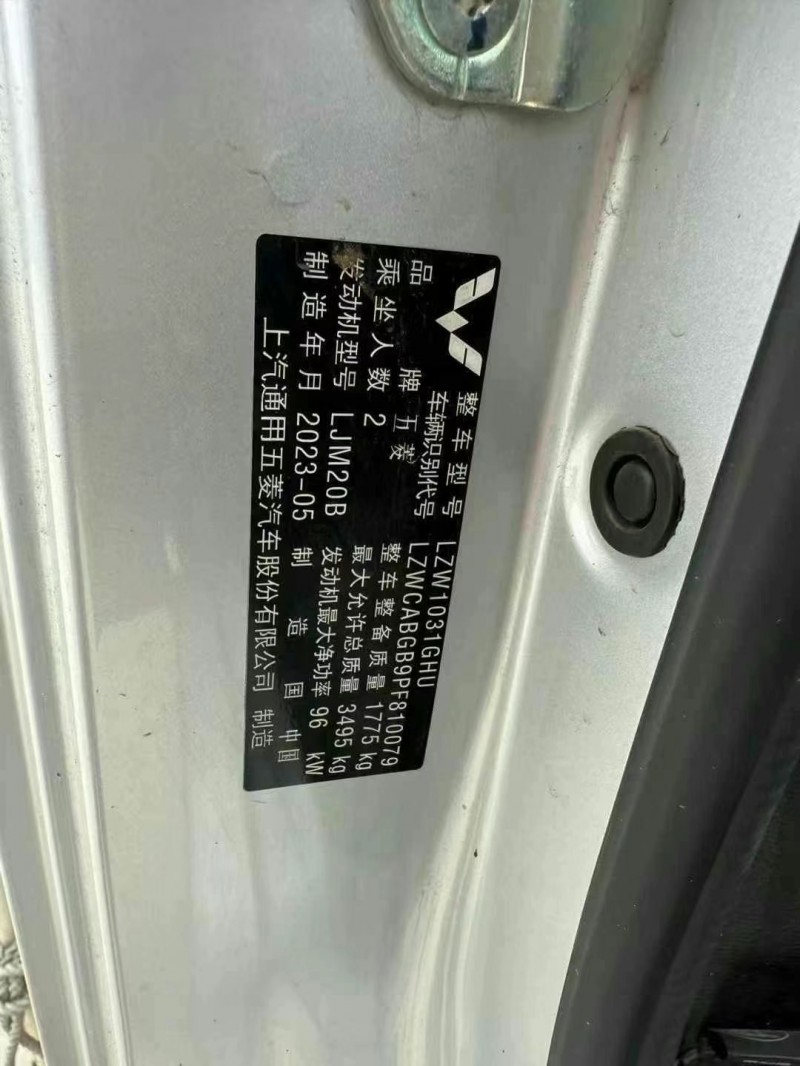 整车型号 LZW1031GHU
车辆识别代号 LZWCABGB9PF810079
品牌 五菱 整车整备质量 1775 kg
乘坐人数 2 最大允许总质量 3495 kg
发动机型号 LJM20B 发动机最大净功率 96 kW
制造年月 2023-05 制造国 中国
上汽通用五菱汽车股份有限公司 制造